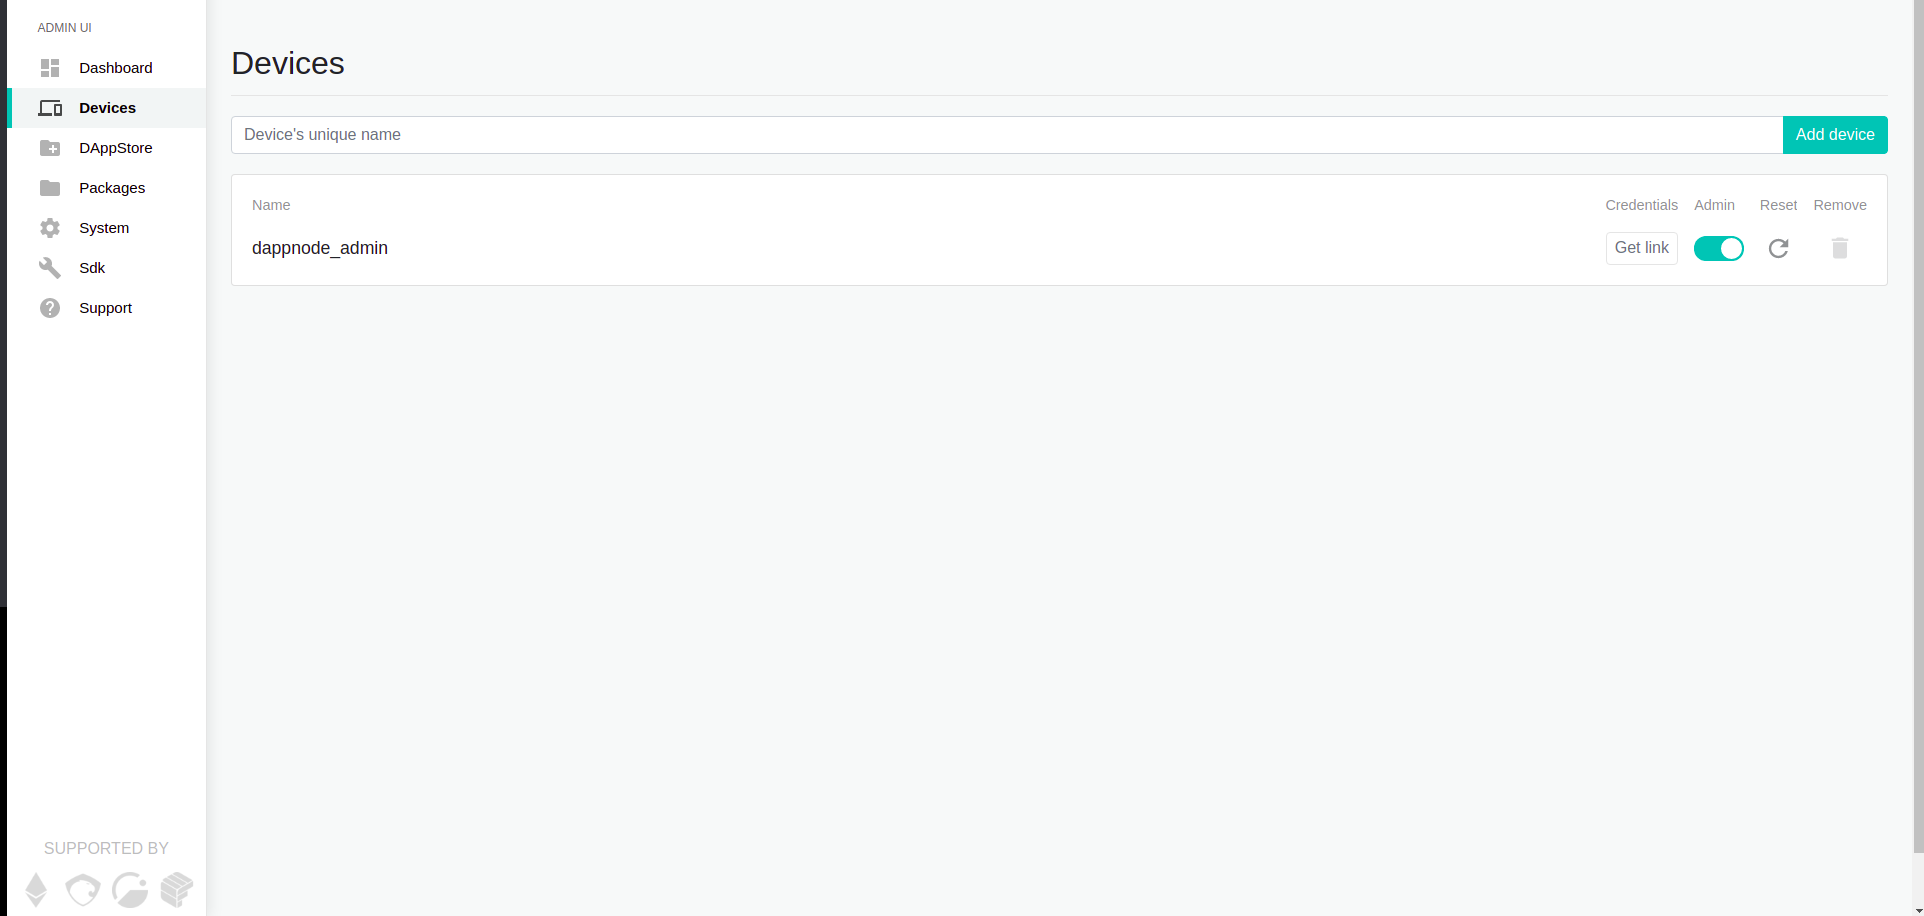 ADMIN UI
Dashboard
Devices
DAppStore
Packages
System
Sdk
Support
SUPPORTED BY
Devices
Device's unique name
Add device
Name Credentials Admin Reset Remove
dappnode_admin Get link